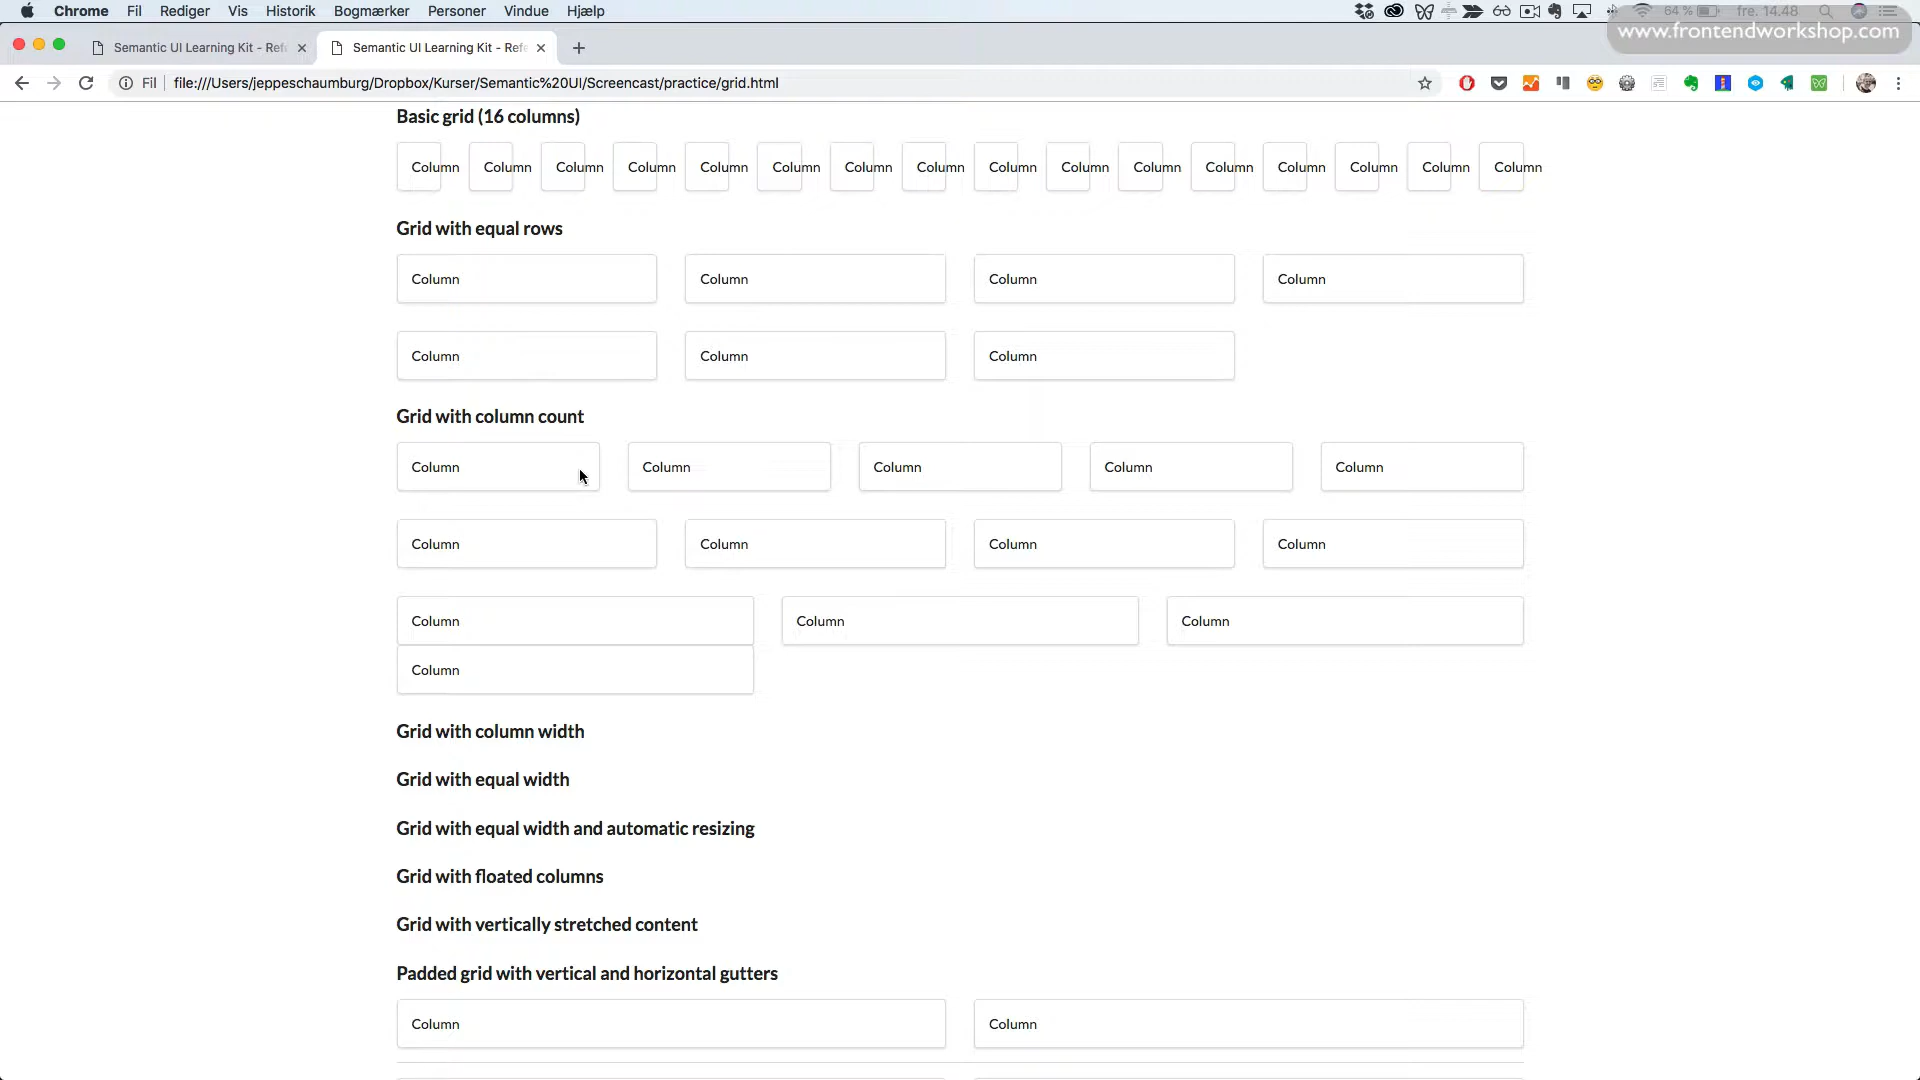 Chrome Fil Rediger Vis Historik Bogmærker Personer Vindue Hjælp 64 % fre. 14.48
www.frontendworkshop.com
Semantic UI Learning Kit - Refe Semantic UI Learning Kit - Refe
Fil file:///Users/jeppeschaumburg/Dropbox/Kurser/Semantic%20UI/Screencast/practice/grid.html
Basic grid (16 columns)
Column Column Column Column Column Column Column Column Column Column Column Column Column Column Column Column
Grid with equal rows
Column Column Column Column
Column Column Column
Grid with column count
Column Column Column Column Column
Column Column Column Column
Column Column Column
Column
Grid with column width
Grid with equal width
Grid with equal width and automatic resizing
Grid with floated columns
Grid with vertically stretched content
Padded grid with vertical and horizontal gutters
Column Column